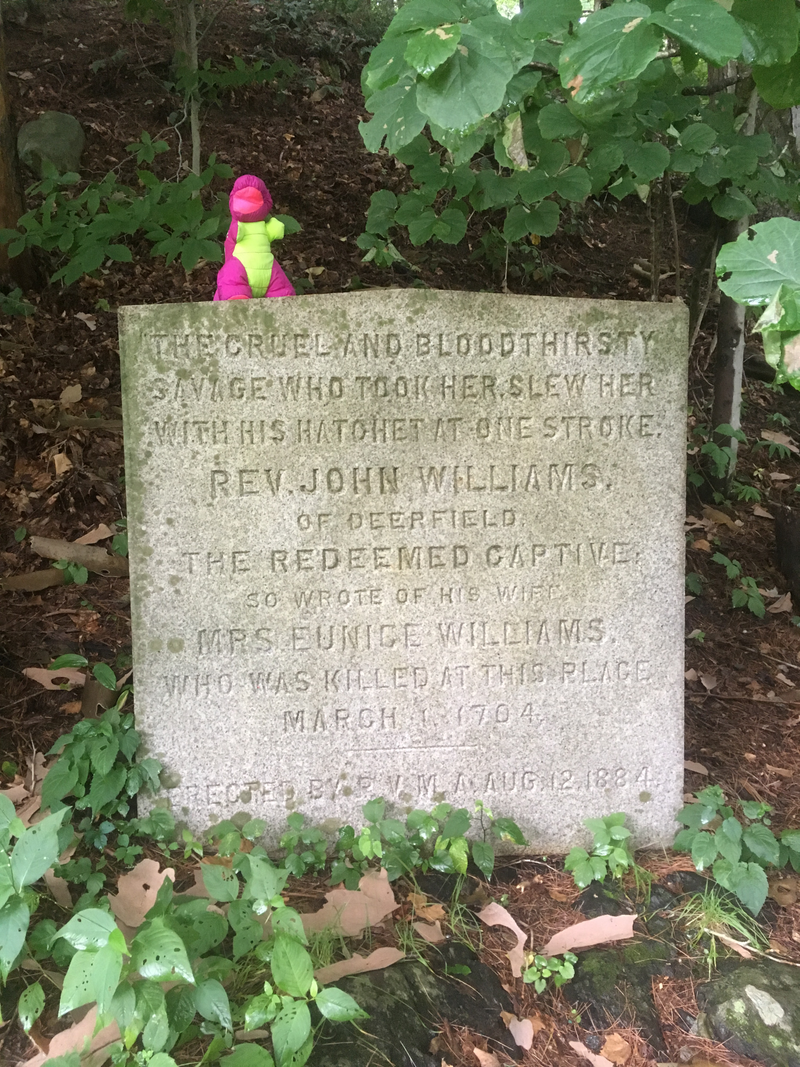 "THE CRUEL AND BLOODTHIRSTY
SAVAGE WHO TOOK HER, SLEW HER
WITH HIS HATCHET AT ONE STROKE.
REV. JOHN WILLIAMS,
OF DEERFIELD,
THE REDEEMED CAPTIVE,
SO WROTE OF HIS WIFE,
MRS. EUNICE WILLIAMS,
WHO WAS KILLED AT THIS PLACE
MARCH 1, 1704.
ERECTED BY P. V. M. A. AUG. 12, 1884.